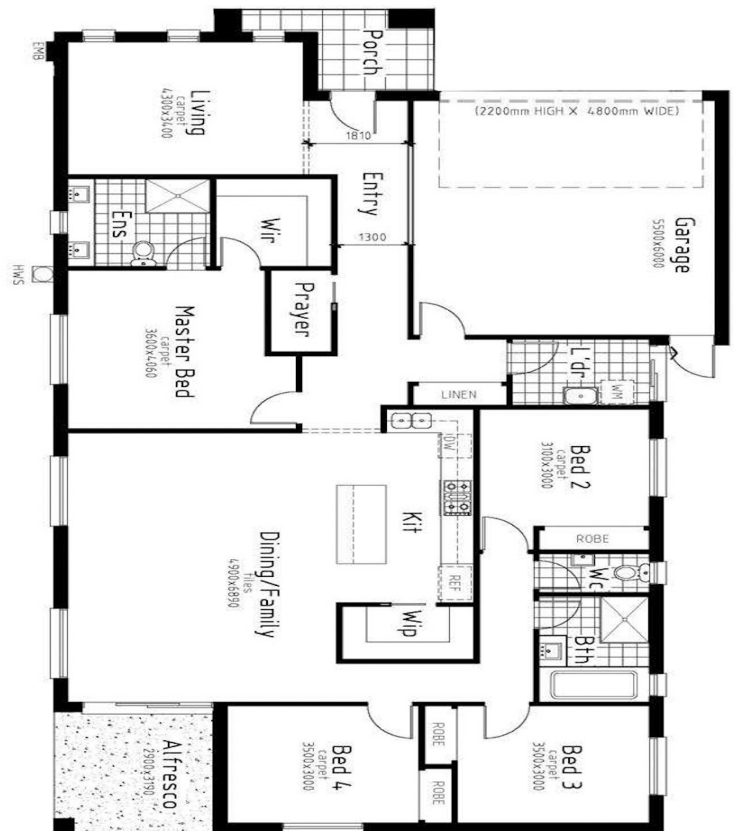 Porch
EMB
Living
carpet
4300x3400
(2200mm HIGH X 4800mm WIDE)
1810
Entry
Garage
5500x6000
Ens
Wir
1300
HWS
Prayer
Master Bed
carpet
3600x4060
L'dr
WM
LINEN
DW
Bed 2
carpet
3100x3000
Kit
ROBE
Dining/Family
tiles
4900x6890
REF
Wc
Wip
Bth
Alfresco
2900x3190
Bed 4
carpet
3500x3000
ROBE
ROBE
Bed 3
carpet
3500x3000